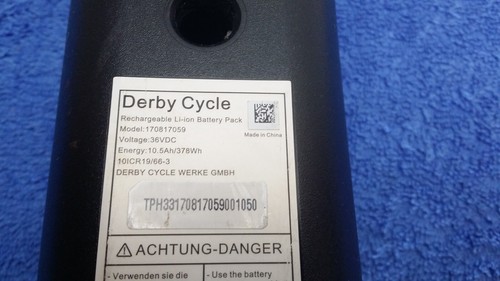 Derby Cycle
Rechargeable Li-ion Battery Pack
Model:170817059
Voltage:36VDC
Energy:10.5Ah/378Wh
10ICR19/66-3
DERBY CYCLE WERKE GMBH
Made in China
TPH33170817059001050
ACHTUNG-DANGER
- Verwenden sie die
- Use the battery